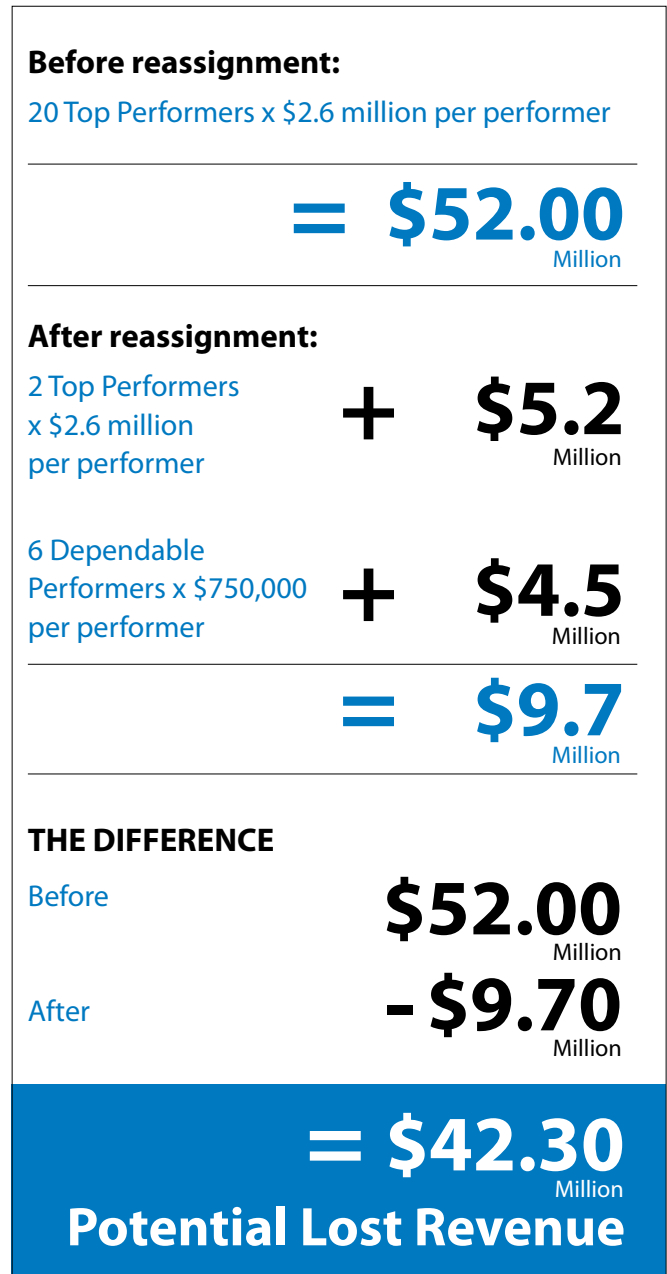 Before reassignment:
20 Top Performers x $2.6 million per performer
= $52.00
Million
After reassignment:
2 Top Performers
x $2.6 million
per performer
+ $5.2
Million
6 Dependable
Performers x $750,000
per performer
+ $4.5
Million
= $9.7
Million
THE DIFFERENCE
Before
$52.00
Million
After
- $9.70
Million
= $42.30
Million
Potential Lost Revenue